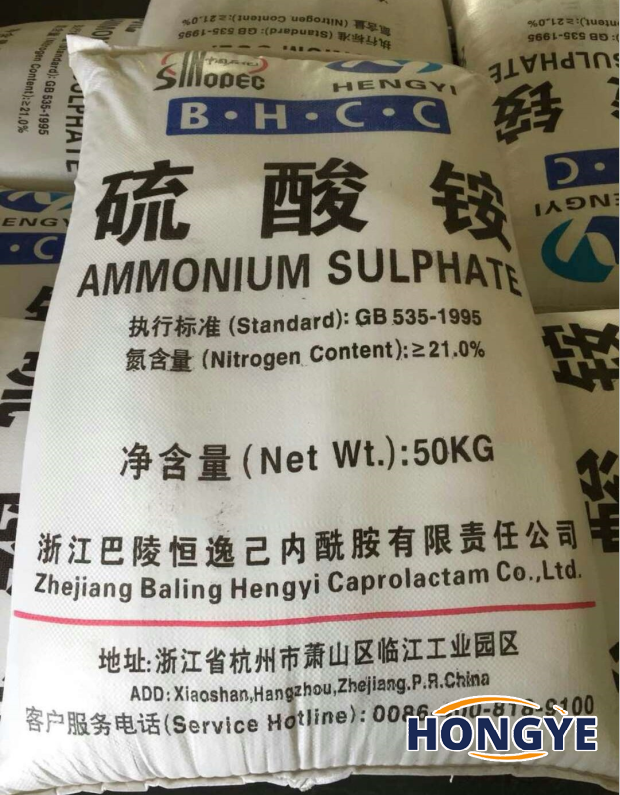 SINOPEC
HENGYI
B·H·C·C
硫酸铵
AMMONIUM SULPHATE
执行标准 (Standard): GB 535-1995
氮含量 (Nitrogen Content):≥21.0%
净含量(Net Wt.):50KG
浙江巴陵恒逸己内酰胺有限责任公司
Zhejiang Baling Hengyi Caprolactam Co.,Ltd.
地址:浙江省杭州市萧山区临江工业园区
ADD: Xiaoshan,Hangzhou,Zhejiang.P.R.China
客户服务电话(Service Hotline): 0086-
HONGYE